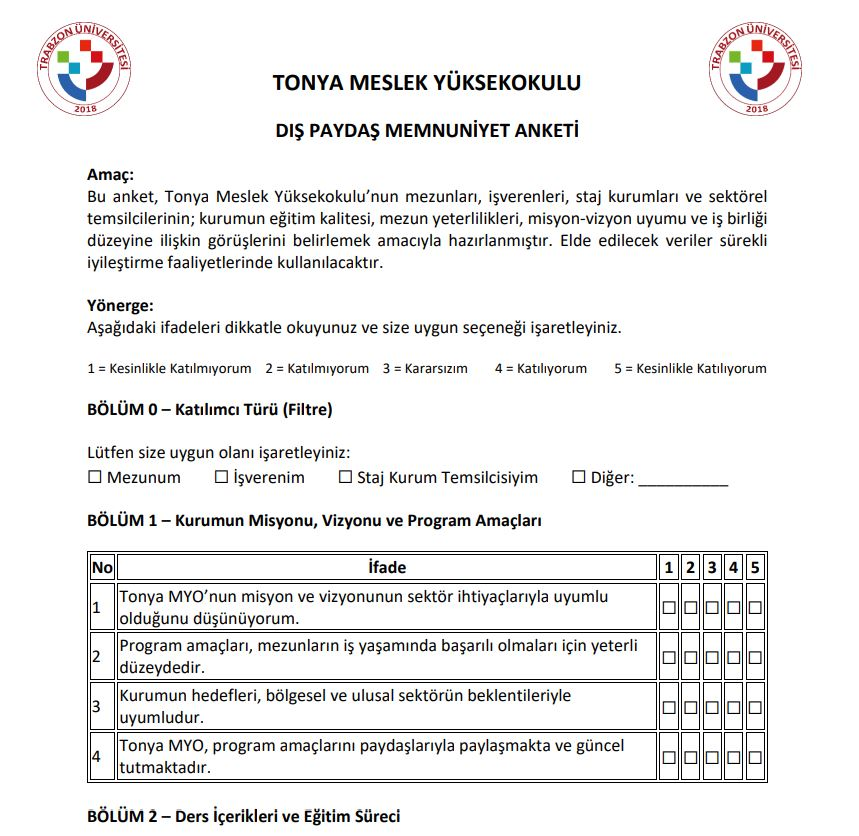 TRABZON ÜNİVERSİTESİ
2018
TRABZON ÜNİVERSİTESİ
2018
TONYA MESLEK YÜKSEKOKULU
DIŞ PAYDAŞ MEMNUNİYET ANKETİ
Amaç:
Bu anket, Tonya Meslek Yüksekokulu’nun mezunları, işverenleri, staj kurumları ve sektörel
temsilcilerinin; kurumun eğitim kalitesi, mezun yeterlilikleri, misyon-vizyon uyumu ve iş birliği
düzeyine ilişkin görüşlerini belirlemek amacıyla hazırlanmıştır. Elde edilecek veriler sürekli
iyileştirme faaliyetlerinde kullanılacaktır.
Yönerge:
Aşağıdaki ifadeleri dikkatle okuyunuz ve size uygun seçeneği işaretleyiniz.
1 = Kesinlikle Katılmıyorum 2 = Katılmıyorum 3 = Kararsızım 4 = Katılıyorum 5 = Kesinlikle Katılıyorum
BÖLÜM 0 – Katılımcı Türü (Filtre)
Lütfen size uygun olanı işaretleyiniz:
☐ Mezunum ☐ İşverenim ☐ Staj Kurum Temsilcisiyim ☐ Diğer: __________
BÖLÜM 1 – Kurumun Misyonu, Vizyonu ve Program Amaçları
No İfade 1 2 3 4 5
1 Tonya MYO’nun misyon ve vizyonunun sektör ihtiyaçlarıyla uyumlu
olduğunu düşünüyorum. ☐ ☐ ☐ ☐ ☐
2 Program amaçları, mezunların iş yaşamında başarılı olmaları için yeterli
düzeydedir. ☐ ☐ ☐ ☐ ☐
3 Kurumun hedefleri, bölgesel ve ulusal sektörün beklentileriyle
uyumludur. ☐ ☐ ☐ ☐ ☐
4 Tonya MYO, program amaçlarını paydaşlarıyla paylaşmakta ve güncel
tutmaktadır. ☐ ☐ ☐ ☐ ☐
BÖLÜM 2 – Ders İçerikleri ve Eğitim Süreci